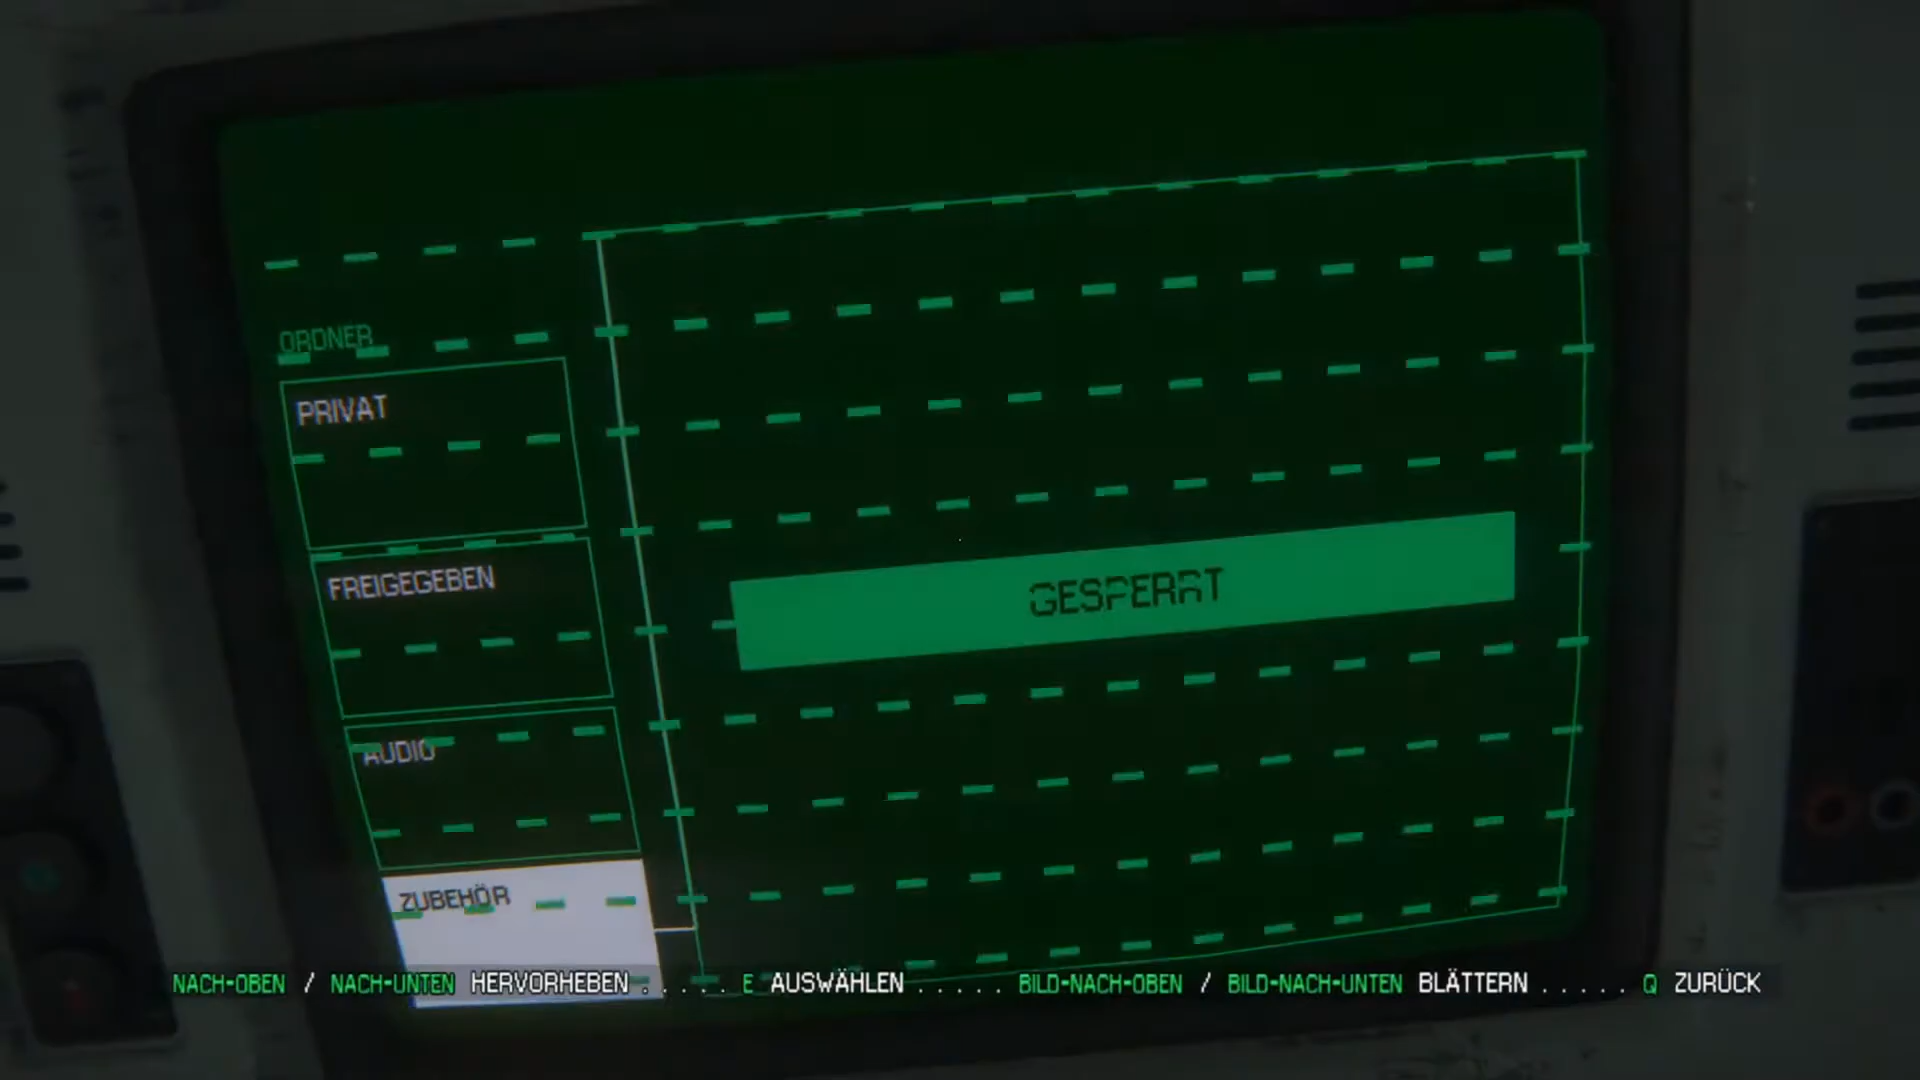 ORDNER
PRIVAT
FREIGEGEBEN
AUDIO
ZUBEHÖR
GESPERRT
NACH-OBEN / NACH-UNTEN HERVORHEBEN . . . . . E AUSWÄHLEN . . . . . BILD-NACH-OBEN / BILD-NACH-UNTEN BLÄTTERN . . . . . Q ZURÜCK